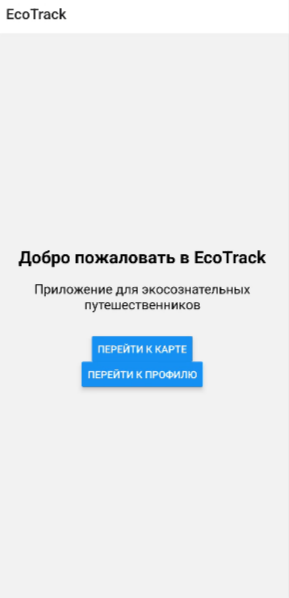 EcoTrack
Добро пожаловать в EcoTrack
Приложение для экосознательных
путешественников
ПЕРЕЙТИ К КАРТЕ
ПЕРЕЙТИ К ПРОФИЛЮ